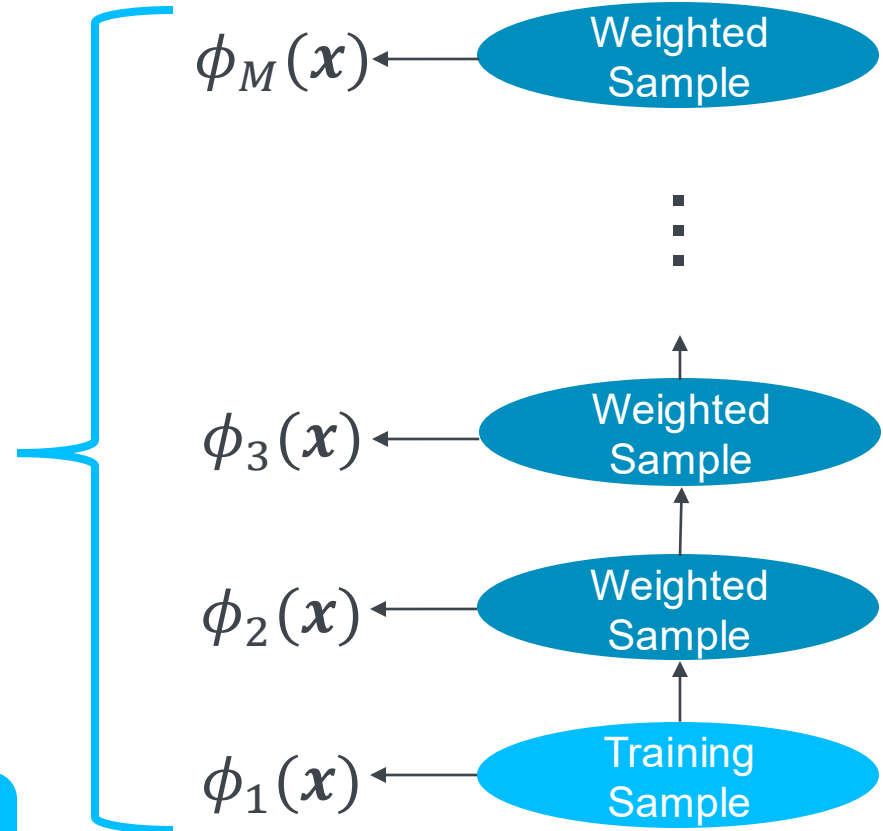 ϕ_M(𝒙)
Weighted
Sample
ϕ_3(𝒙)
Weighted
Sample
ϕ_2(𝒙)
Weighted
Sample
ϕ_1(𝒙)
Training
Sample